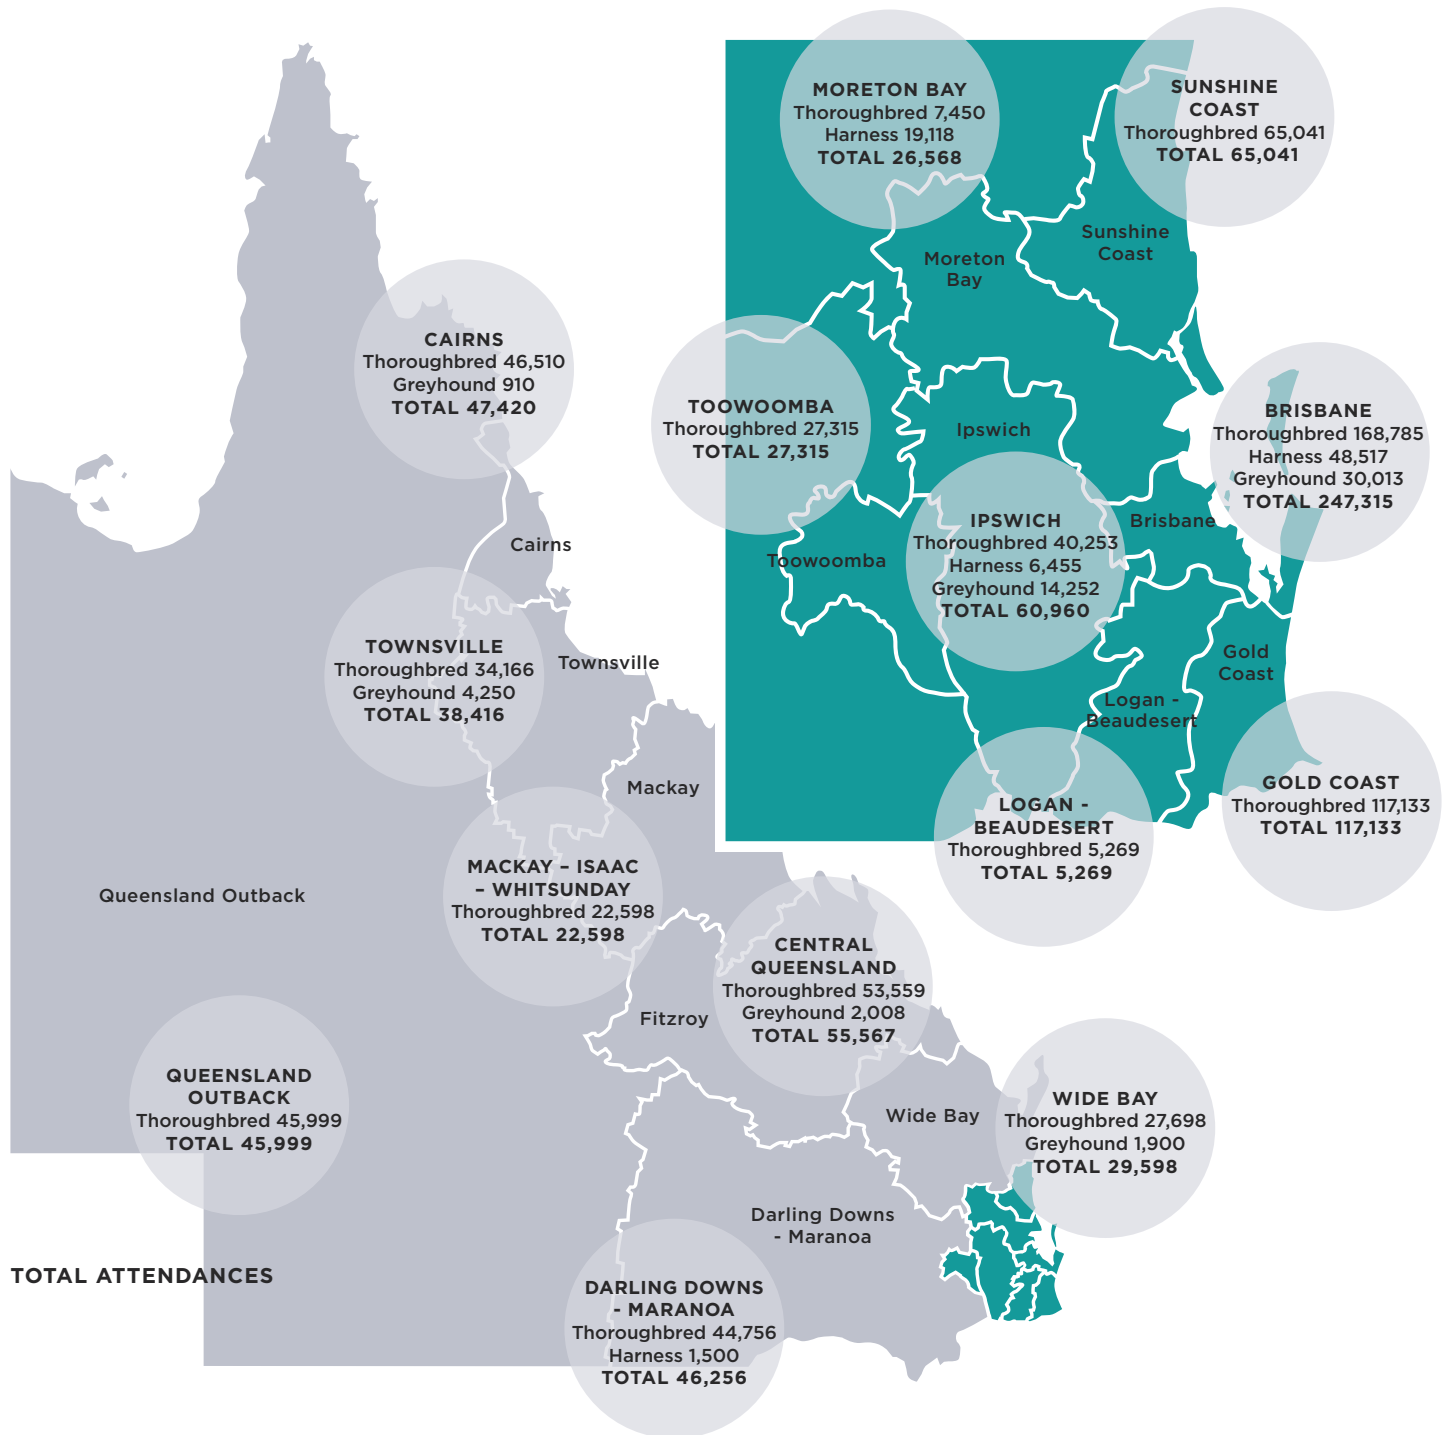 MORETON BAY
Thoroughbred 7,450
Harness 19,118
TOTAL 26,568
SUNSHINE
COAST
Thoroughbred 65,041
TOTAL 65,041
Sunshine
Coast
Moreton
Bay
CAIRNS
Thoroughbred 46,510
Greyhound 910
TOTAL 47,420
TOOWOOMBA
Thoroughbred 27,315
TOTAL 27,315
Ipswich
BRISBANE
Thoroughbred 168,785
Harness 48,517
Greyhound 30,013
TOTAL 247,315
IPSWICH
Thoroughbred 40,253
Harness 6,455
Greyhound 14,252
TOTAL 60,960
Brisbane
Cairns
Toowoomba
TOWNSVILLE
Thoroughbred 34,166
Greyhound 4,250
TOTAL 38,416
Townsville
Gold
Coast
Logan -
Beaudesert
Mackay
GOLD COAST
Thoroughbred 117,133
TOTAL 117,133
LOGAN -
BEAUDESERT
Thoroughbred 5,269
TOTAL 5,269
MACKAY – ISAAC
– WHITSUNDAY
Thoroughbred 22,598
TOTAL 22,598
Queensland Outback
CENTRAL
QUEENSLAND
Thoroughbred 53,559
Greyhound 2,008
TOTAL 55,567
Fitzroy
QUEENSLAND
OUTBACK
Thoroughbred 45,999
TOTAL 45,999
Wide Bay
WIDE BAY
Thoroughbred 27,698
Greyhound 1,900
TOTAL 29,598
Darling Downs
- Maranoa
TOTAL ATTENDANCES
DARLING DOWNS
- MARANOA
Thoroughbred 44,756
Harness 1,500
TOTAL 46,256